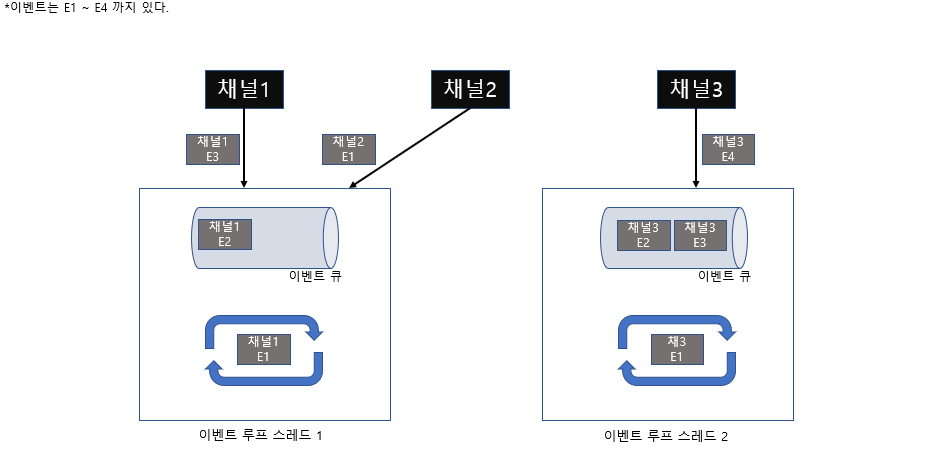 *이벤트는 E1 ~ E4 까지 있다.
채널1
채널2
채널3
채널1
E3
채널2
E1
채널3
E4
채널1
E2
이벤트 큐
채널3
E2
채널3
E3
이벤트 큐
채널1
E1
채3
E1
이벤트 루프 스레드 1
이벤트 루프 스레드 2